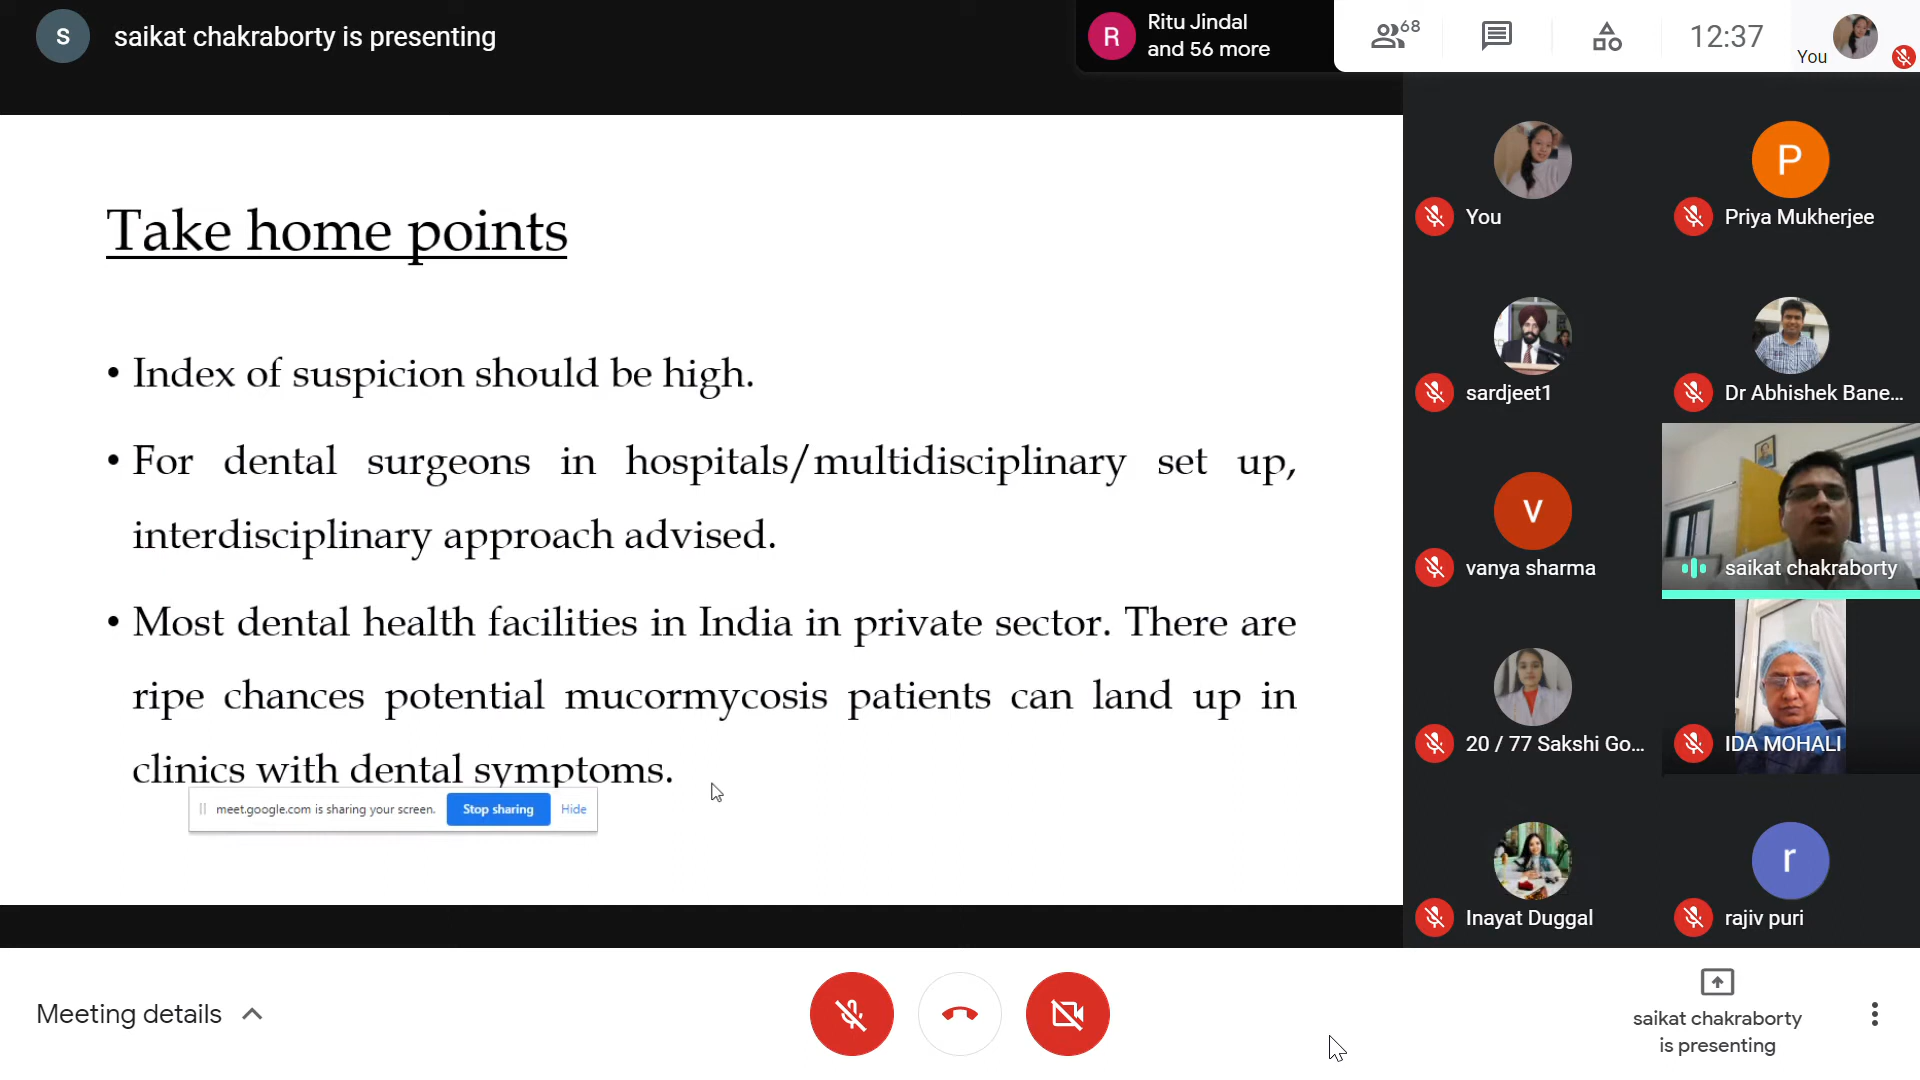 S
saikat chakraborty is presenting
R
Ritu Jindal
and 56 more
68
12:37
You
Take home points
• Index of suspicion should be high.
• For dental surgeons in hospitals/multidisciplinary set up,
interdisciplinary approach advised.
• Most dental health facilities in India in private sector. There are
ripe chances potential mucormycosis patients can land up in
clinics with dental symptoms.
meet.google.com is sharing your screen.
Stop sharing
Hide
You
P
Priya Mukherjee
sardjeet1
Dr Abhishek Bane...
V
vanya sharma
saikat chakraborty
20 / 77 Sakshi Go...
IDA MOHALI
Inayat Duggal
r
rajiv puri
Meeting details
saikat chakraborty
is presenting